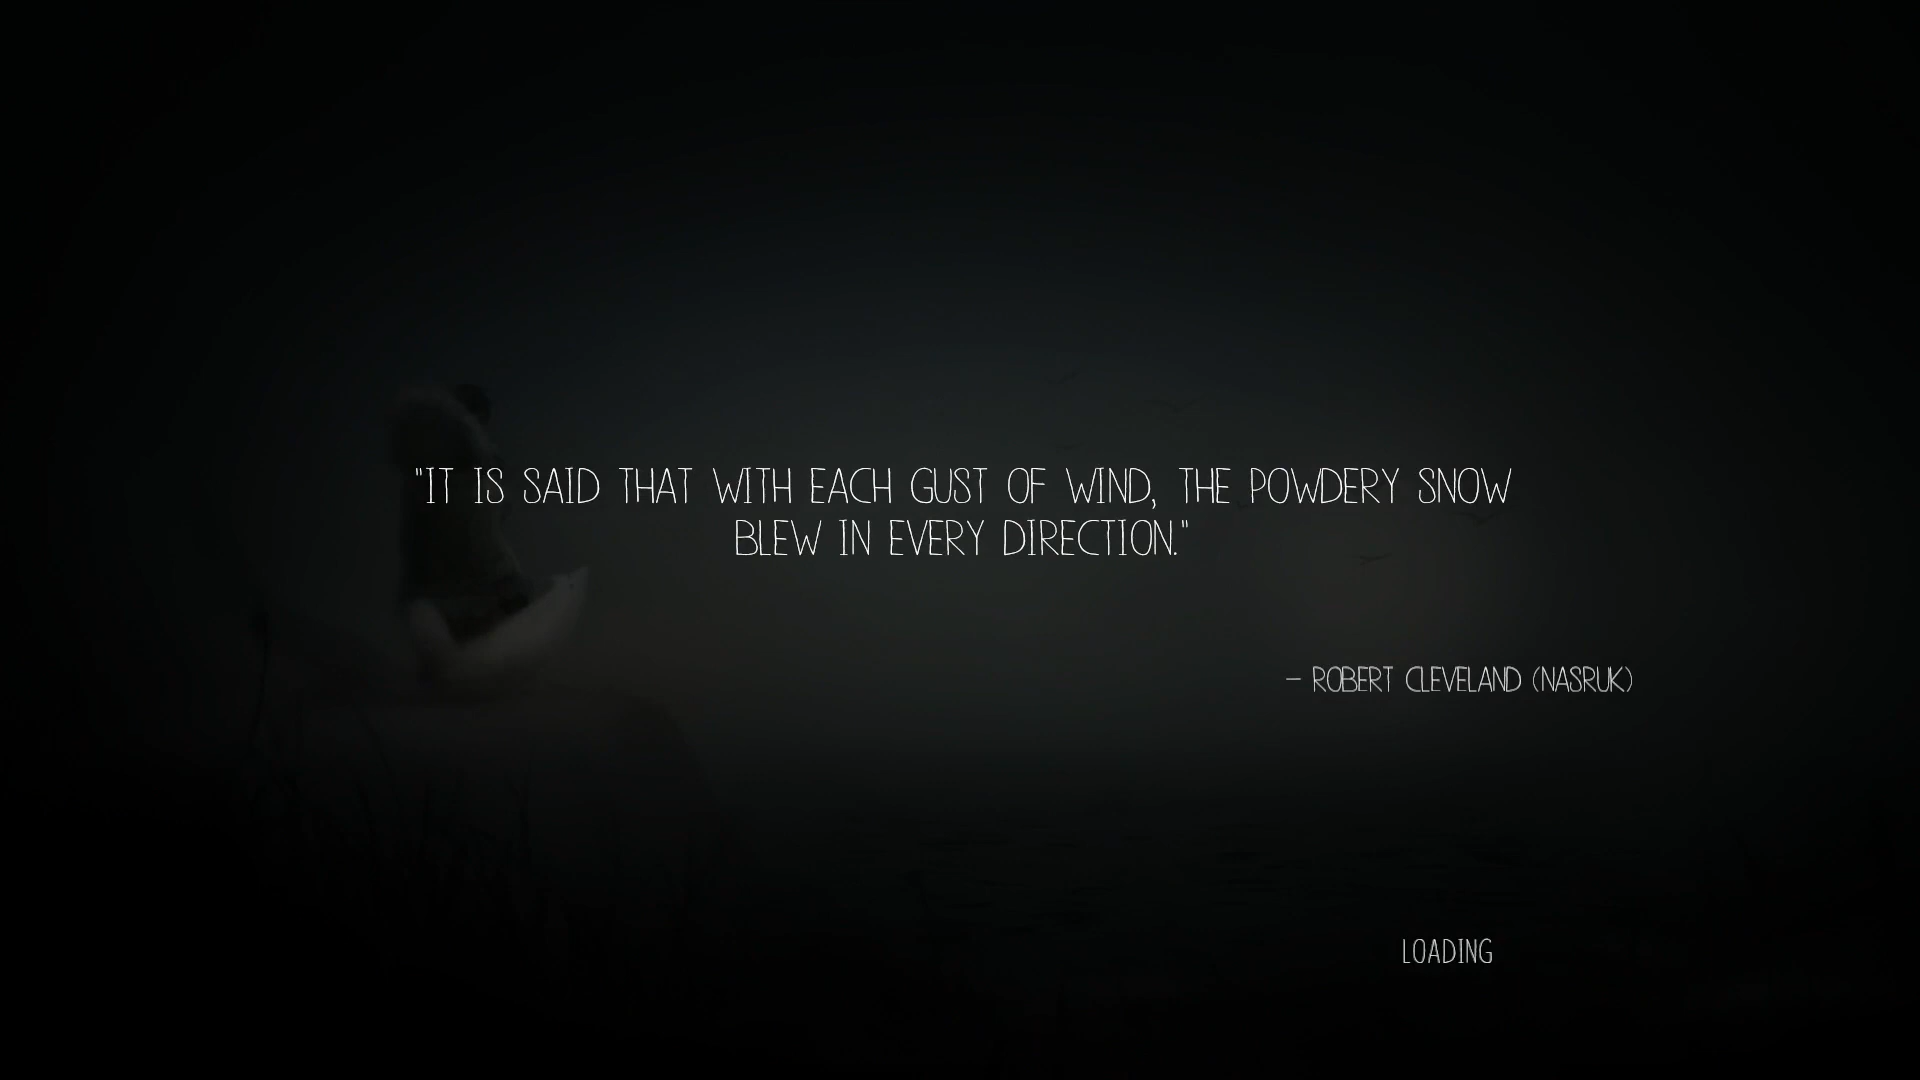 "IT IS SAID THAT WITH EACH GUST OF WIND, THE POWDERY SNOW
BLEW IN EVERY DIRECTION."
– ROBERT CLEVELAND (NASRUK)
LOADING